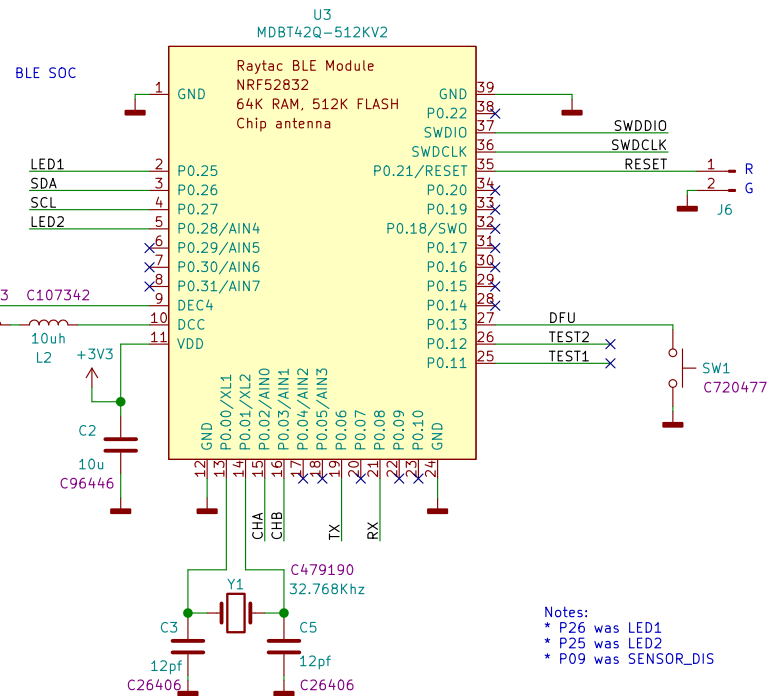 U3
MDBT42Q-512KV2
BLE SOC
Raytac BLE Module
NRF52832
64K RAM, 512K FLASH
Chip antenna
1 GND
GND 39
P0.22 38
SWDIO 37 SWDDIO
SWDCLK 36 SWDCLK
LED1 2 P0.25
P0.21/RESET 35 RESET 1 R
SDA 3 P0.26
P0.20 34 2 G
SCL 4 P0.27
P0.19 33 J6
LED2 5 P0.28/AIN4
P0.18/SWO 32
6 P0.29/AIN5
P0.17 31
7 P0.30/AIN6
P0.16 30
8 P0.31/AIN7
P0.15 29
3 C107342
9 DEC4
P0.14 28
10 DCC
P0.13 27 DFU
10uh
L2
11 VDD
P0.12 26 TEST2
+3V3
P0.11 25 TEST1
SW1
C720477
C2
10u
C96446
GND 12
P0.00/XL1 13
P0.01/XL2 14
P0.02/AIN0 15 CHA
P0.03/AIN1 16 CHB
P0.04/AIN2 17
P0.05/AIN3 18
P0.06 19 TX
P0.07 20
P0.08 21 RX
P0.09 22
P0.10 23
GND 24
C479190
Y1 32.768Khz
C3
12pf
C26406
C5
12pf
C26406
Notes:
* P26 was LED1
* P25 was LED2
* P09 was SENSOR_DIS